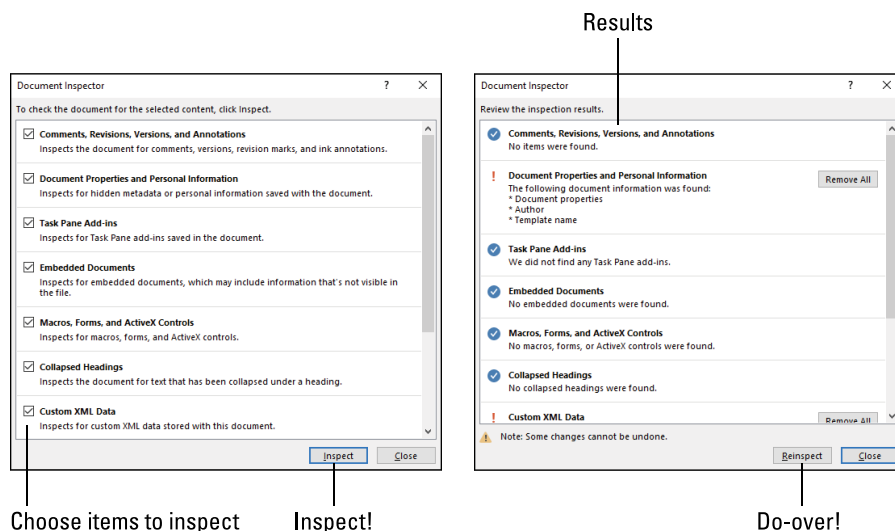 Results
Document Inspector ? ×
To check the document for the selected content, click Inspect.
Comments, Revisions, Versions, and Annotations
Inspects the document for comments, versions, revision marks, and ink annotations.
Document Properties and Personal Information
Inspects for hidden metadata or personal information saved with the document.
Task Pane Add-ins
Inspects for Task Pane add-ins saved in the document.
Embedded Documents
Inspects for embedded documents, which may include information that's not visible in
the file.
Macros, Forms, and ActiveX Controls
Inspects for macros, forms, and ActiveX controls.
Collapsed Headings
Inspects the document for text that has been collapsed under a heading.
Custom XML Data
Inspects for custom XML data stored with this document.
Inspect Close
Document Inspector ? ×
Review the inspection results.
Comments, Revisions, Versions, and Annotations
No items were found.
! Document Properties and Personal Information Remove All
The following document information was found:
* Document properties
* Author
* Template name
Task Pane Add-ins
We did not find any Task Pane add-ins.
Embedded Documents
No embedded documents were found.
Macros, Forms, and ActiveX Controls
No macros, forms, or ActiveX controls were found.
Collapsed Headings
No collapsed headings were found.
! Custom XML Data Remove All
Note: Some changes cannot be undone.
Reinspect Close
Choose items to inspect Inspect! Do-over!